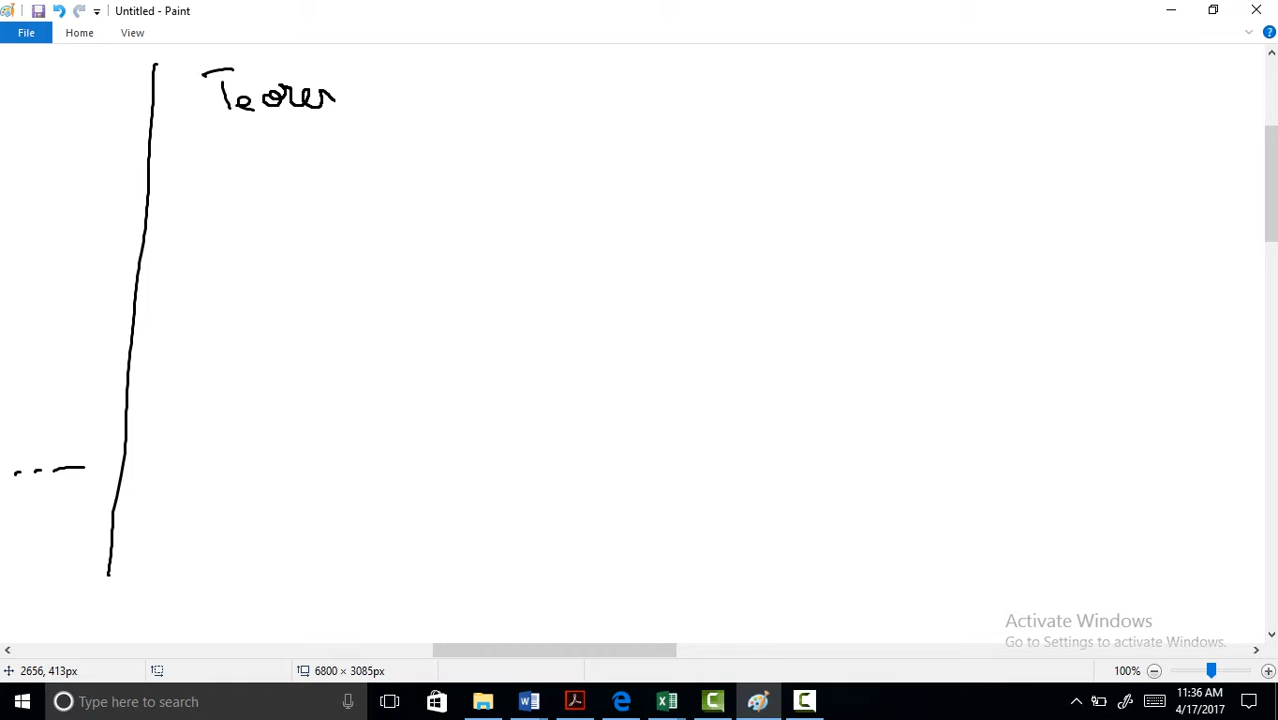 Untitled - Paint
File Home View
Teorem
Activate Windows
Go to Settings to activate Windows.
2656, 413px
6800 × 3085px
100%
Type here to search
11:36 AM
4/17/2017